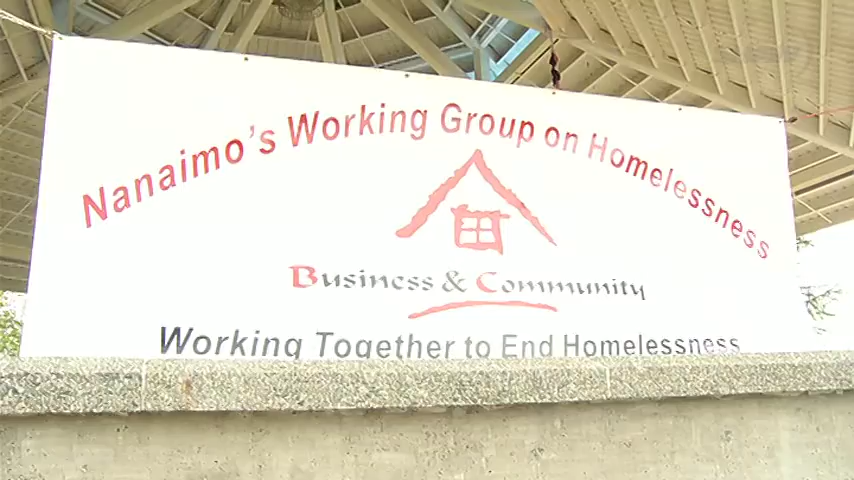 Nanaimo's Working Group on Homelessness
Business & Community
Working Together to End Homelessness